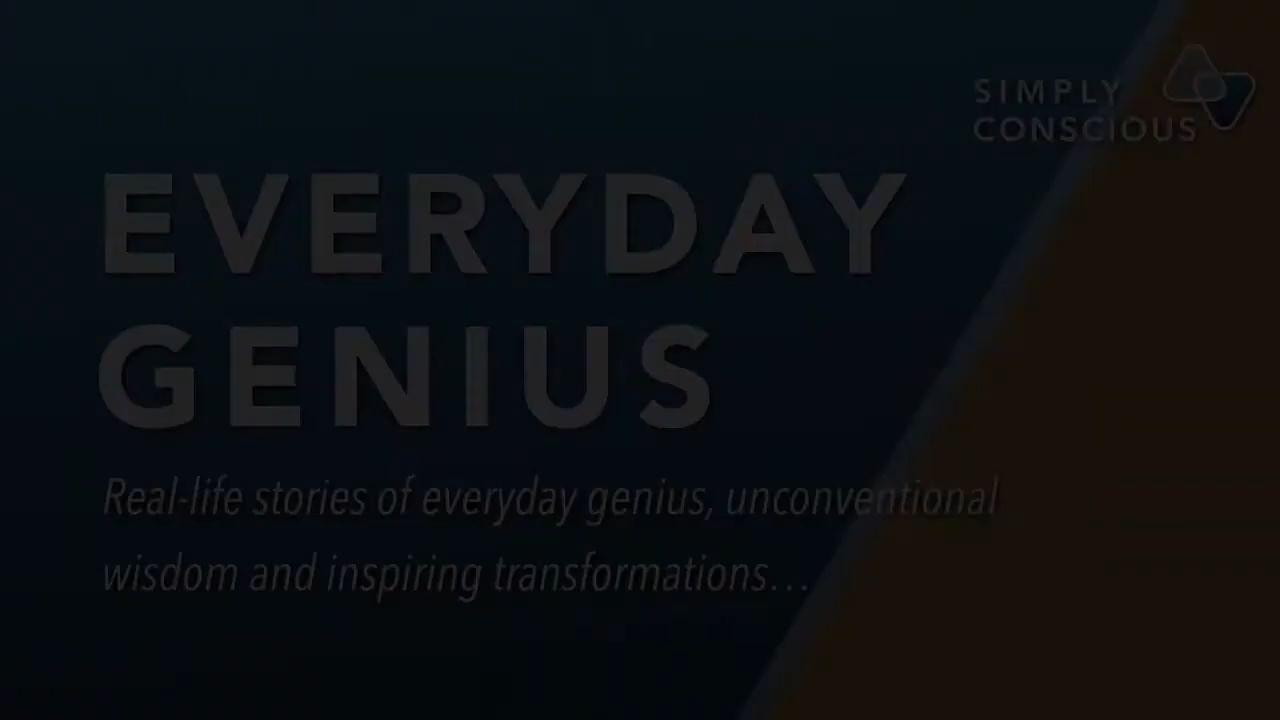 SIMPLY
CONSCIOUS
EVERYDAY
GENIUS
Real-life stories of everyday genius, unconventional
wisdom and inspiring transformations...